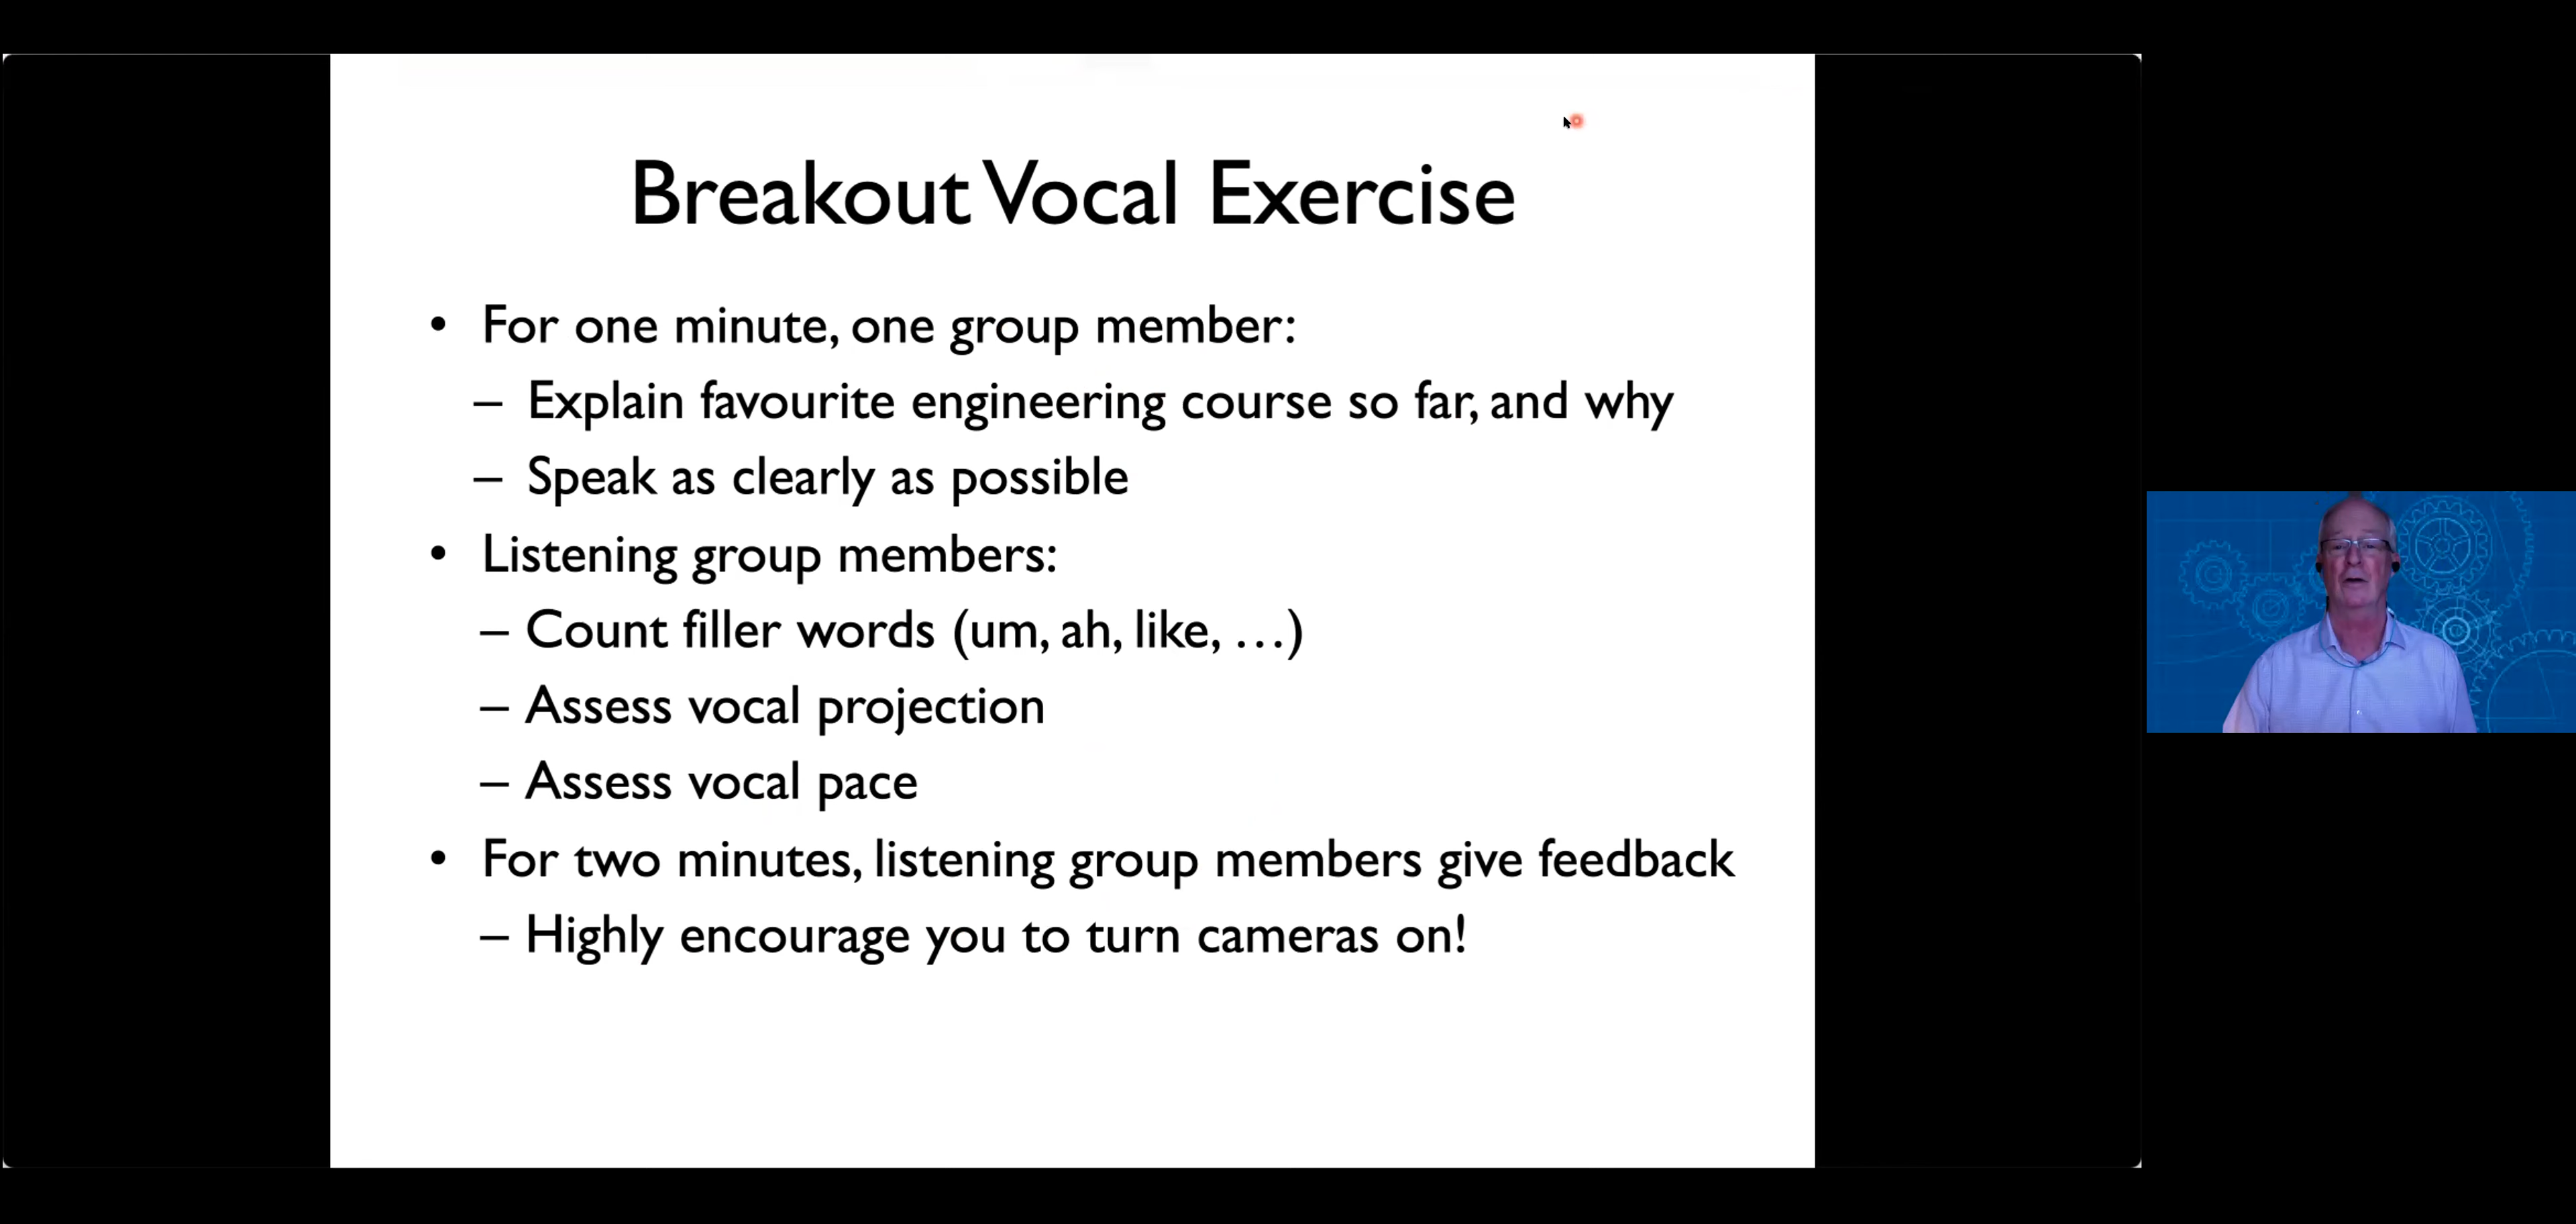 Breakout Vocal Exercise
• For one minute, one group member:
– Explain favourite engineering course so far, and why
– Speak as clearly as possible
• Listening group members:
– Count filler words (um, ah, like, …)
– Assess vocal projection
– Assess vocal pace
• For two minutes, listening group members give feedback
– Highly encourage you to turn cameras on!